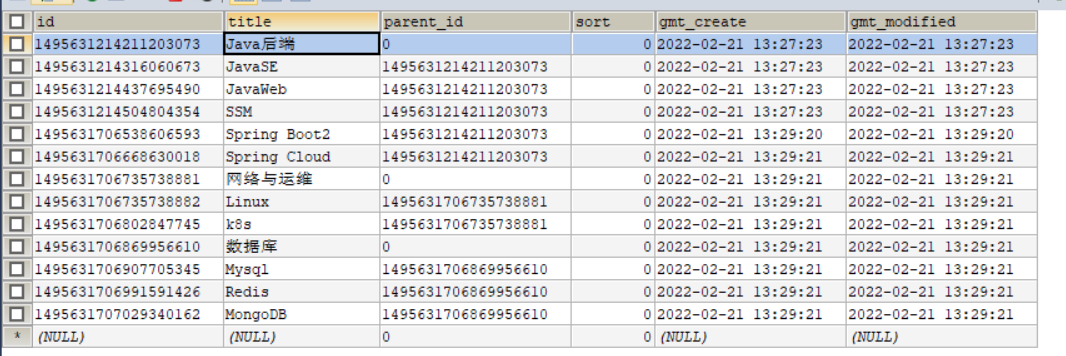 id title parent_id sort gmt_create gmt_modified
1495631214211203073 Java后端 0 0 2022-02-21 13:27:23 2022-02-21 13:27:23
1495631214316060673 JavaSE 1495631214211203073 0 2022-02-21 13:27:23 2022-02-21 13:27:23
1495631214437695490 JavaWeb 1495631214211203073 0 2022-02-21 13:27:23 2022-02-21 13:27:23
1495631214504804354 SSM 1495631214211203073 0 2022-02-21 13:27:23 2022-02-21 13:27:23
1495631706538606593 Spring Boot2 1495631214211203073 0 2022-02-21 13:29:20 2022-02-21 13:29:20
1495631706668630018 Spring Cloud 1495631214211203073 0 2022-02-21 13:29:21 2022-02-21 13:29:21
1495631706735738881 网络与运维 0 0 2022-02-21 13:29:21 2022-02-21 13:29:21
1495631706735738882 Linux 1495631706735738881 0 2022-02-21 13:29:21 2022-02-21 13:29:21
1495631706802847745 k8s 1495631706735738881 0 2022-02-21 13:29:21 2022-02-21 13:29:21
1495631706869956610 数据库 0 0 2022-02-21 13:29:21 2022-02-21 13:29:21
1495631706907705345 Mysql 1495631706869956610 0 2022-02-21 13:29:21 2022-02-21 13:29:21
1495631706991591426 Redis 1495631706869956610 0 2022-02-21 13:29:21 2022-02-21 13:29:21
1495631707029340162 MongoDB 1495631706869956610 0 2022-02-21 13:29:21 2022-02-21 13:29:21
* (NULL) (NULL) 0 0 (NULL) (NULL)